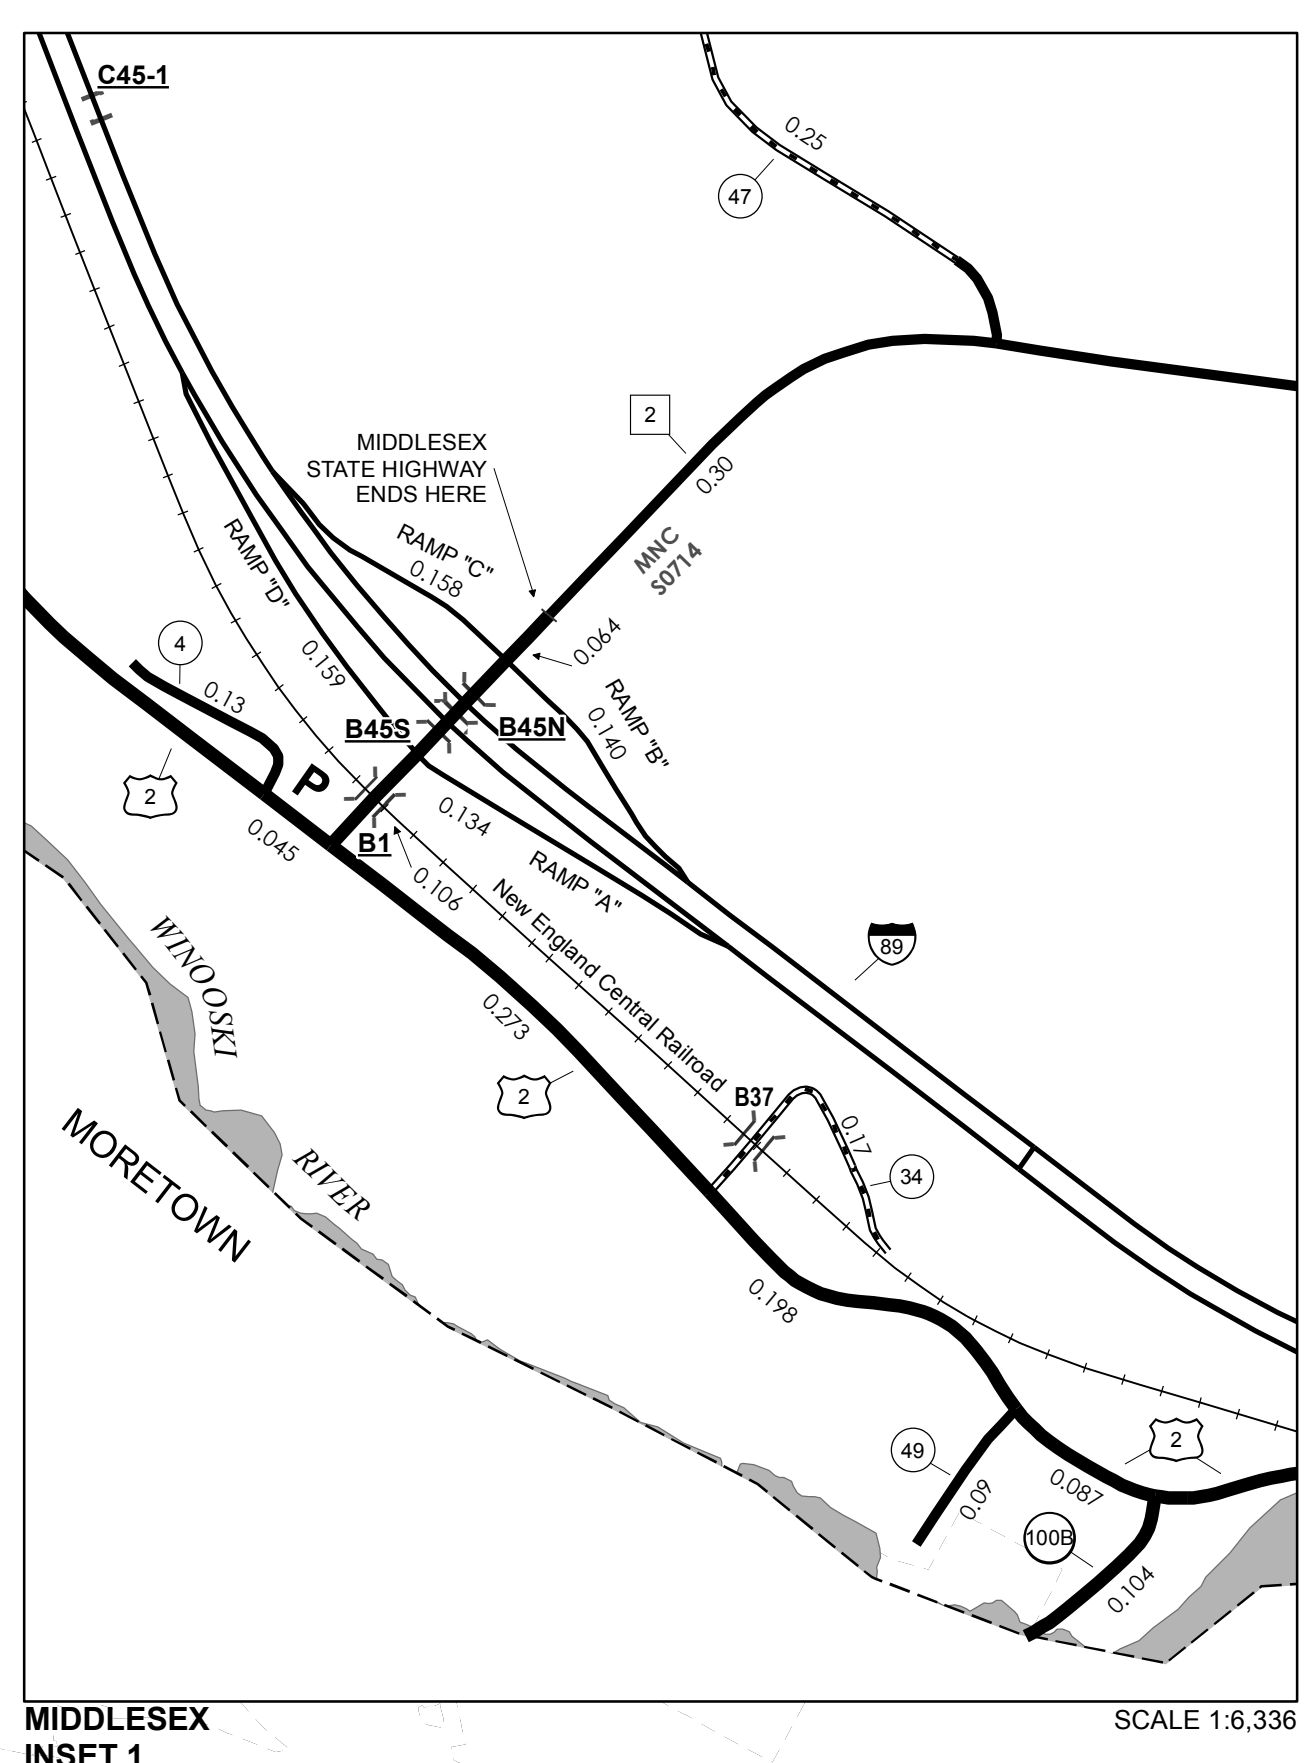 C45-1
0.25
47
2
MIDDLESEX
STATE HIGHWAY
ENDS HERE
0.30
RAMP "C"
0.158
MNC
S0714
RAMP "D"
0.159
4
0.13
0.064
RAMP "B"
0.140
B45S
B45N
2
P
0.045
B1
0.134
0.106
RAMP "A"
New England Central Railroad
89
WINOOSKI
RIVER
0.273
2
MORETOWN
B37
0.17
34
0.198
49
0.09
2
0.087
100B
0.104
MIDDLESEX
INSET 1
SCALE 1:6,336